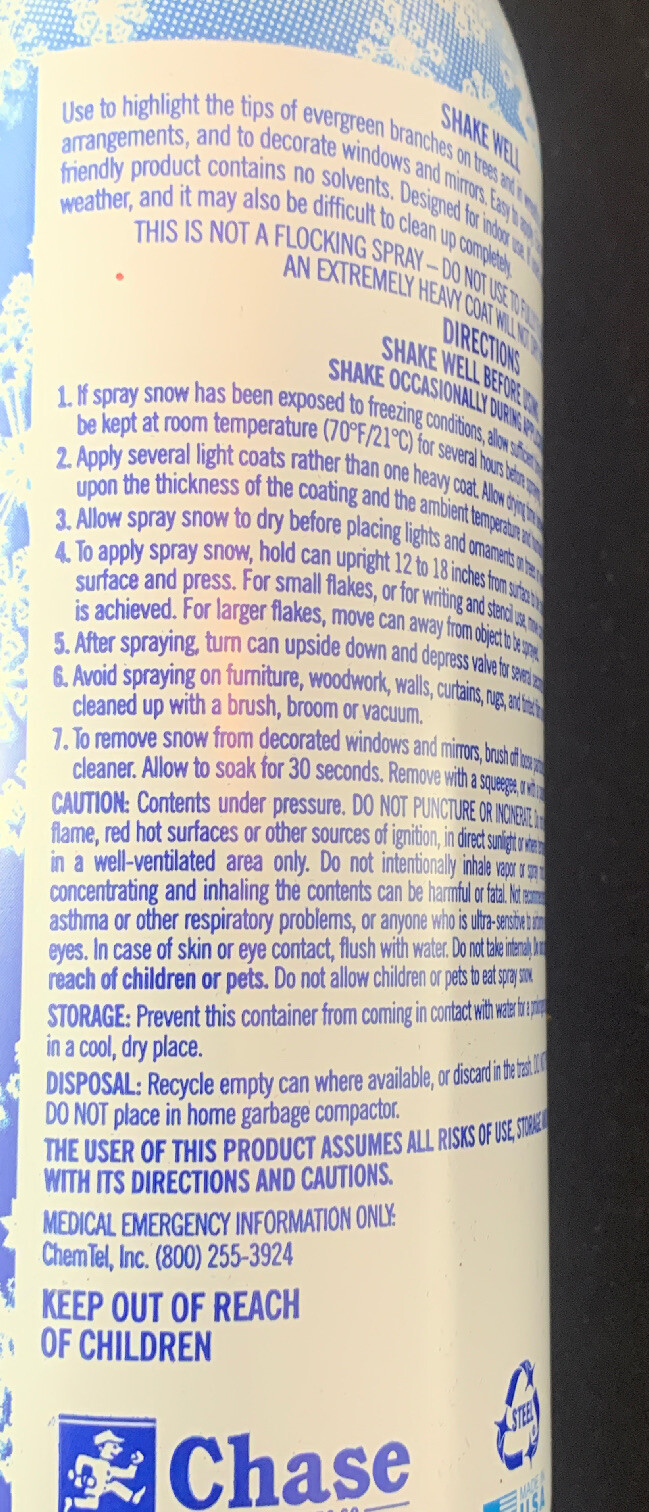 SHAKE WELL
Use to highlight the tips of evergreen branches on trees and in
arrangements, and to decorate windows and mirrors. Easy to
friendly product contains no solvents. Designed for indoor use.
weather, and it may also be difficult to clean up completely.
THIS IS NOT A FLOCKING SPRAY – DO NOT USE TO
AN EXTREMELY HEAVY COAT WILL NOT
DIRECTIONS
SHAKE WELL BEFORE USING
SHAKE OCCASIONALLY DURING
1. If spray snow has been exposed to freezing conditions, allow sufficient
be kept at room temperature (70°F/21°C) for several hours before
2. Apply several light coats rather than one heavy coat. Allow drying time
upon the thickness of the coating and the ambient temperature and
3. Allow spray snow to dry before placing lights and ornaments on
4. To apply spray snow, hold can upright 12 to 18 inches from surface
surface and press. For small flakes, or for writing and stencil use,
is achieved. For larger flakes, move can away from object to be sprayed.
5. After spraying, turn can upside down and depress valve for several
6. Avoid spraying on furniture, woodwork, walls, curtains, rugs, and
cleaned up with a brush, broom or vacuum.
7. To remove snow from decorated windows and mirrors, brush off loose
cleaner. Allow to soak for 30 seconds. Remove with a squeegee, or with
CAUTION: Contents under pressure. DO NOT PUNCTURE OR INCINERATE.
flame, red hot surfaces or other sources of ignition, in direct sunlight or where
in a well-ventilated area only. Do not intentionally inhale vapor or spray
concentrating and inhaling the contents can be harmful or fatal. Not
asthma or other respiratory problems, or anyone who is ultra-sensitive to
eyes. In case of skin or eye contact, flush with water. Do not take internally.
reach of children or pets. Do not allow children or pets to eat spray snow.
STORAGE: Prevent this container from coming in contact with water for a
in a cool, dry place.
DISPOSAL: Recycle empty can where available, or discard in the trash.
DO NOT place in home garbage compactor.
THE USER OF THIS PRODUCT ASSUMES ALL RISKS OF USE, STORAGE
WITH ITS DIRECTIONS AND CAUTIONS.
MEDICAL EMERGENCY INFORMATION ONLY:
ChemTel, Inc. (800) 255-3924
KEEP OUT OF REACH
OF CHILDREN
STEEL
Chase
MADE IN
USA